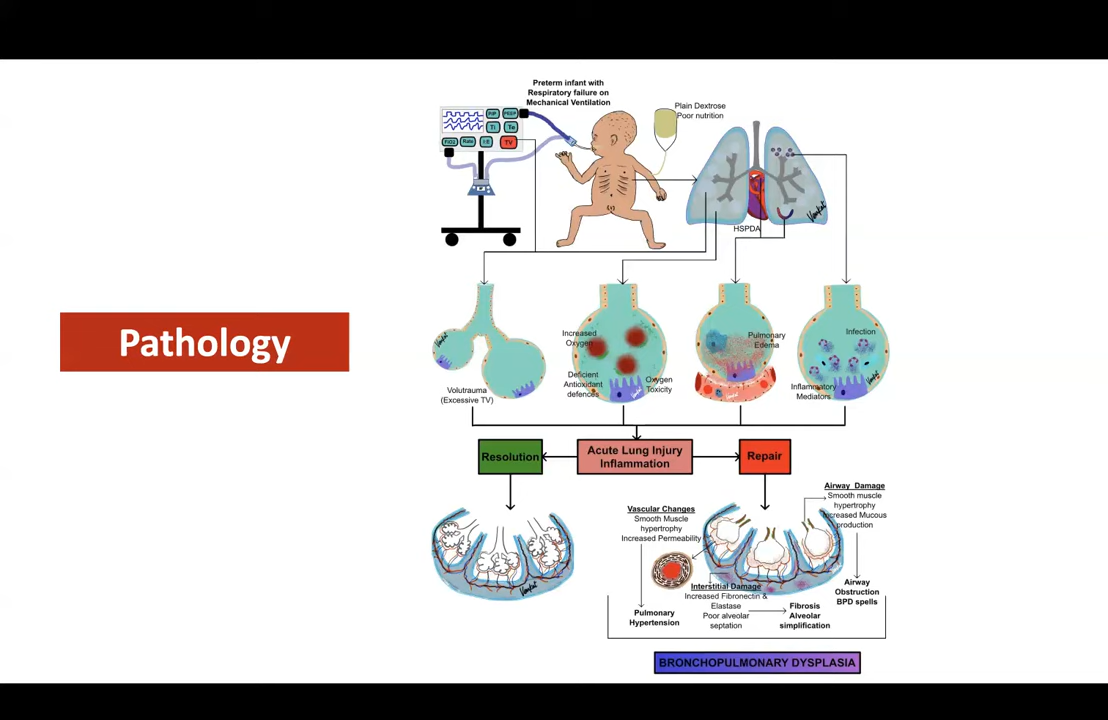 Pathology
Preterm infant with
Respiratory failure on
Mechanical Ventilation
PIP
PEEP
Ti
Te
FiO2
Rate
I:E
TV
Plain Dextrose
Poor nutrition
HSPDA
Venkat
Volutrauma
(Excessive TV)
Increased
Oxygen
Deficient
Antioxidant
defences
Oxygen
Toxicity
Pulmonary
Edema
Infection
Inflammatory
Mediators
Resolution
Acute Lung Injury
Inflammation
Repair
Vascular Changes
Smooth Muscle
hypertrophy
Increased Permeability
Pulmonary
Hypertension
Interstitial Damage
Increased Fibronectin &
Elastase
Poor alveolar
septation
Fibrosis
Alveolar
simplification
Airway Damage
Smooth muscle
hypertrophy
Increased Mucous
production
Airway
Obstruction
BPD spells
BRONCHOPULMONARY DYSPLASIA